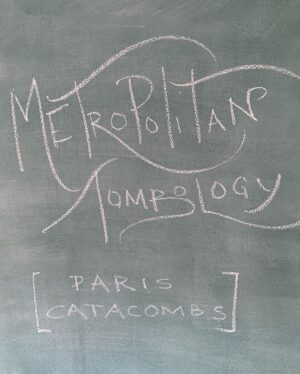 METROPOLITAN
TOMBOLOGY
[PARIS
CATACOMBS]